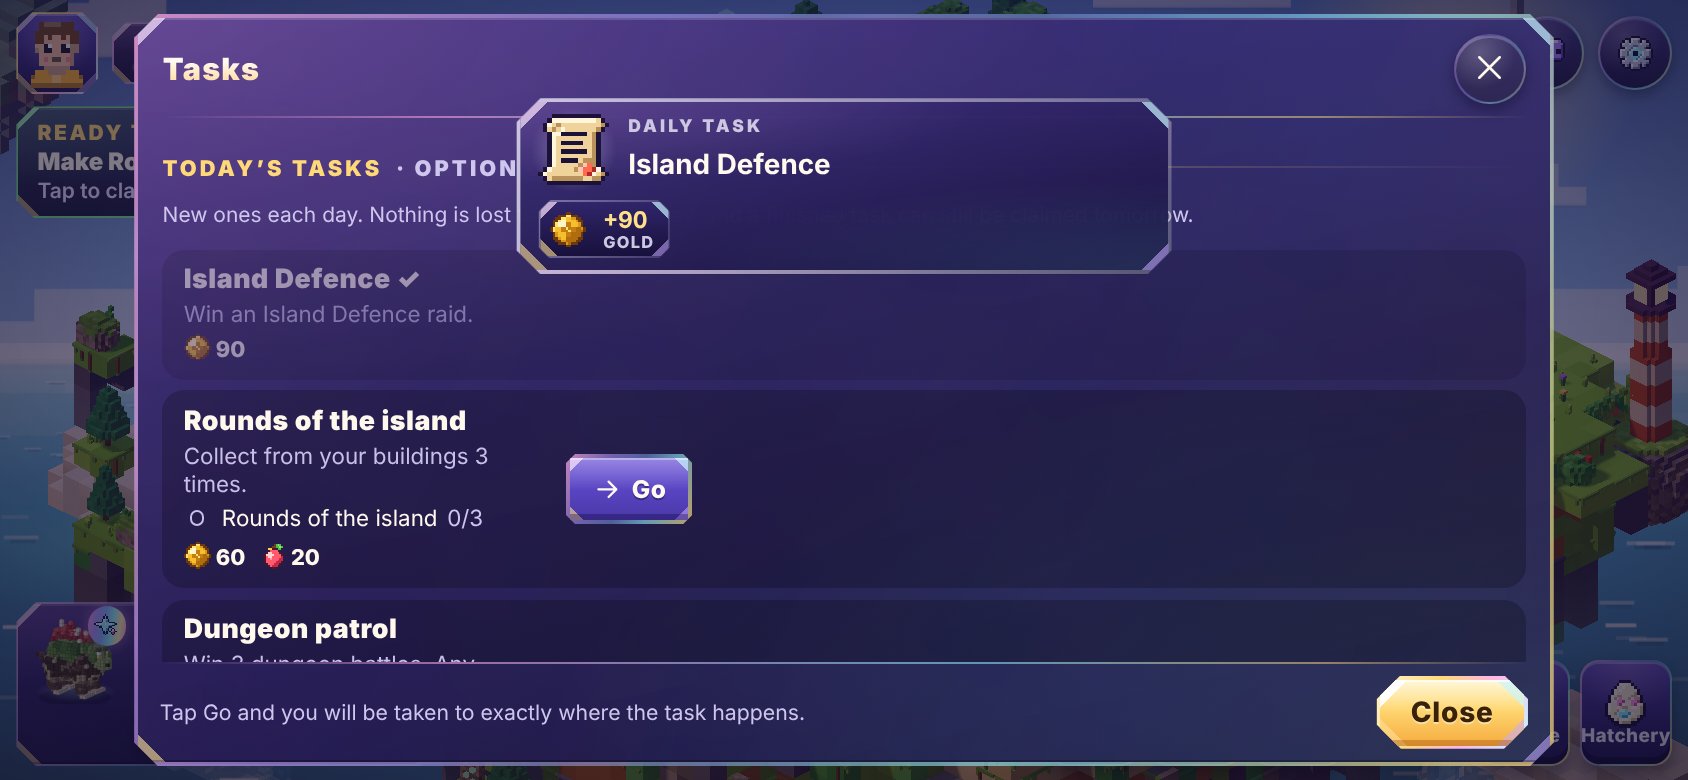 Tasks
READY
Make Ro
Tap to cla
DAILY TASK
Island Defence
+90
GOLD
TODAY'S TASKS · OPTION
New ones each day. Nothing is lost
Island Defence ✓
Win an Island Defence raid.
90
Rounds of the island
Collect from your buildings 3
times.
Rounds of the island 0/3
60 20
→ Go
Dungeon patrol
Tap Go and you will be taken to exactly where the task happens.
Close
Hatchery